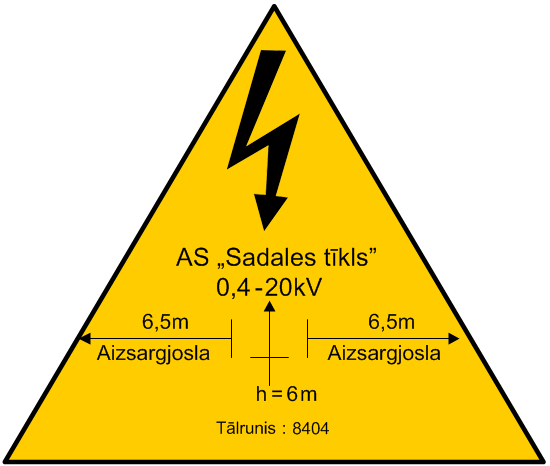 AS „Sadales tīkls”
0,4-20kV
6,5m 6,5m
Aizsargjosla Aizsargjosla
h = 6m
Tālrunis : 8404